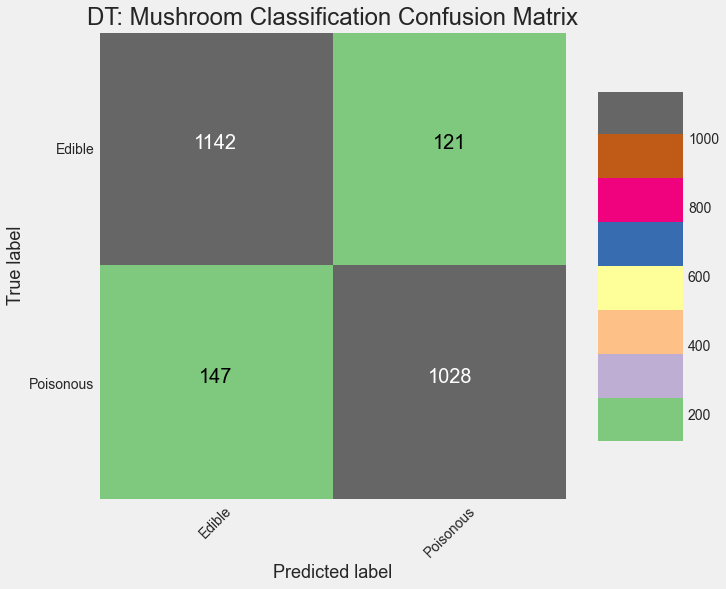 DT: Mushroom Classification Confusion Matrix
Edible
1142
121
Poisonous
147
1028
True label
Edible
Poisonous
Predicted label
1000
800
600
400
200